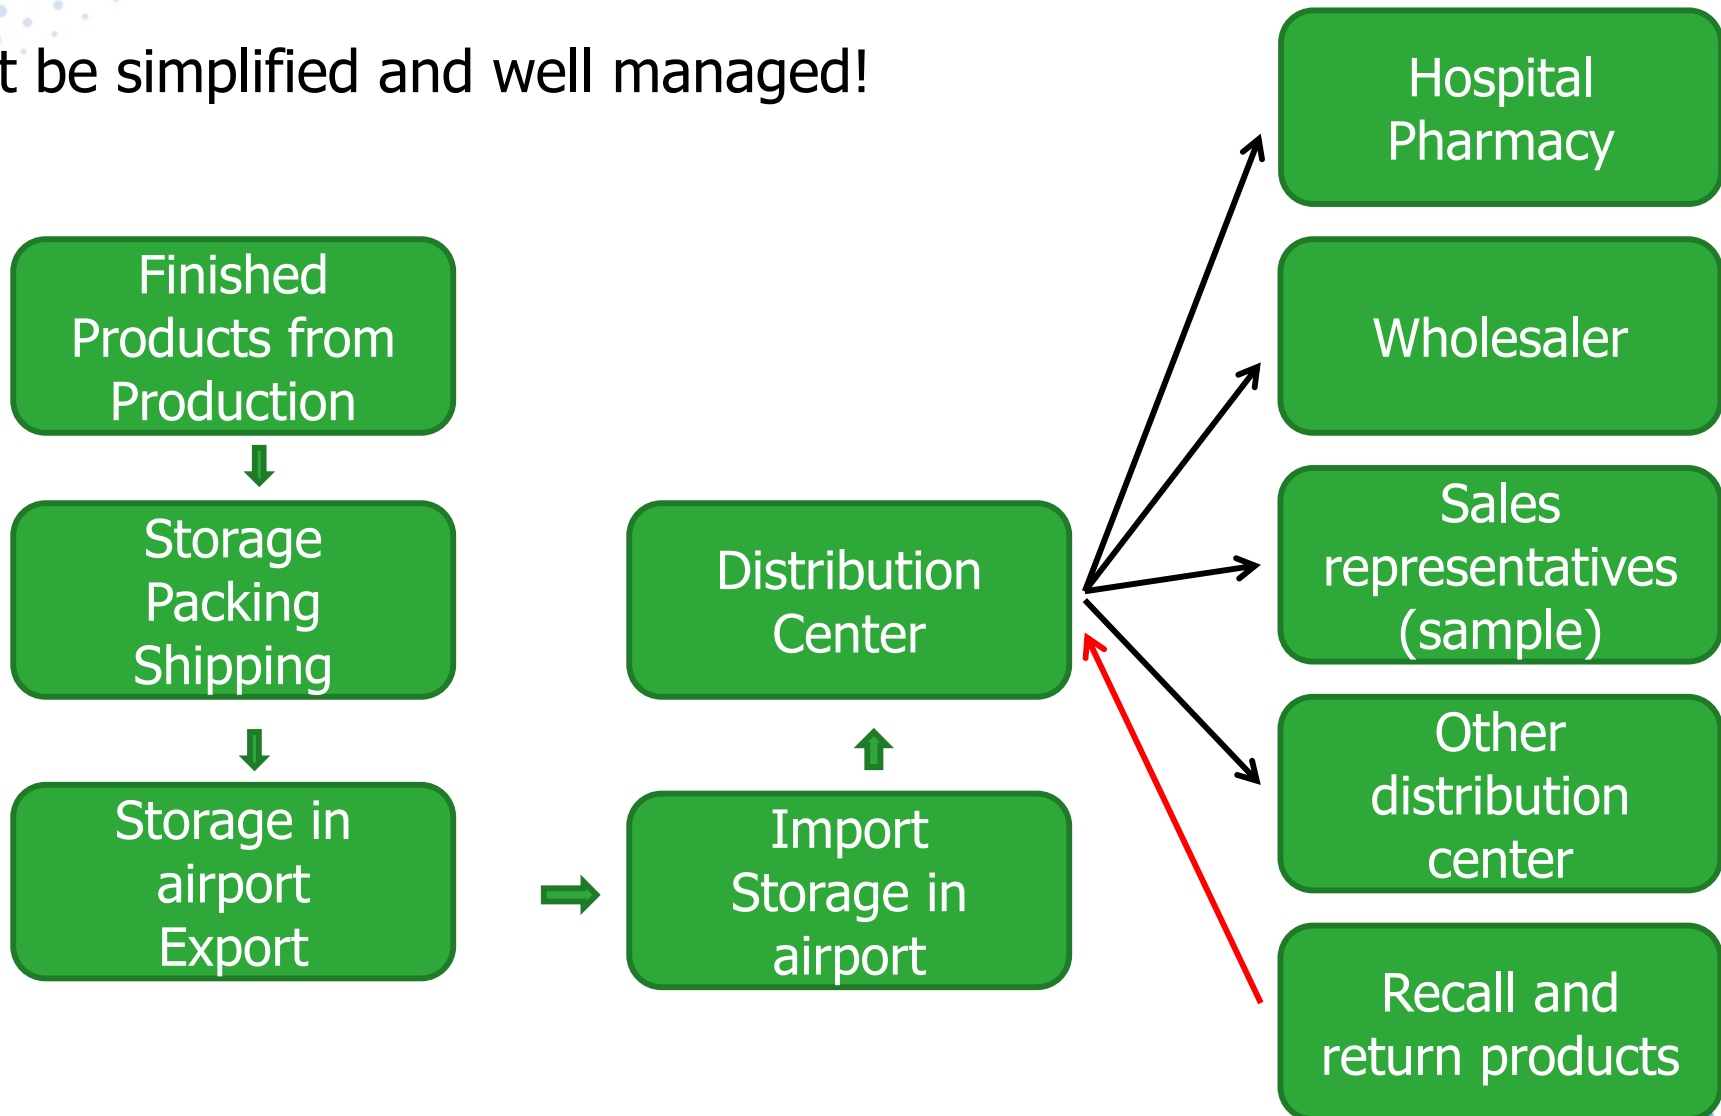 t be simplified and well managed!
Finished
Products from
Production
Storage
Packing
Shipping
Storage in
airport
Export
Distribution
Center
Import
Storage in
airport
Hospital
Pharmacy
Wholesaler
Sales
representatives
(sample)
Other
distribution
center
Recall and
return products